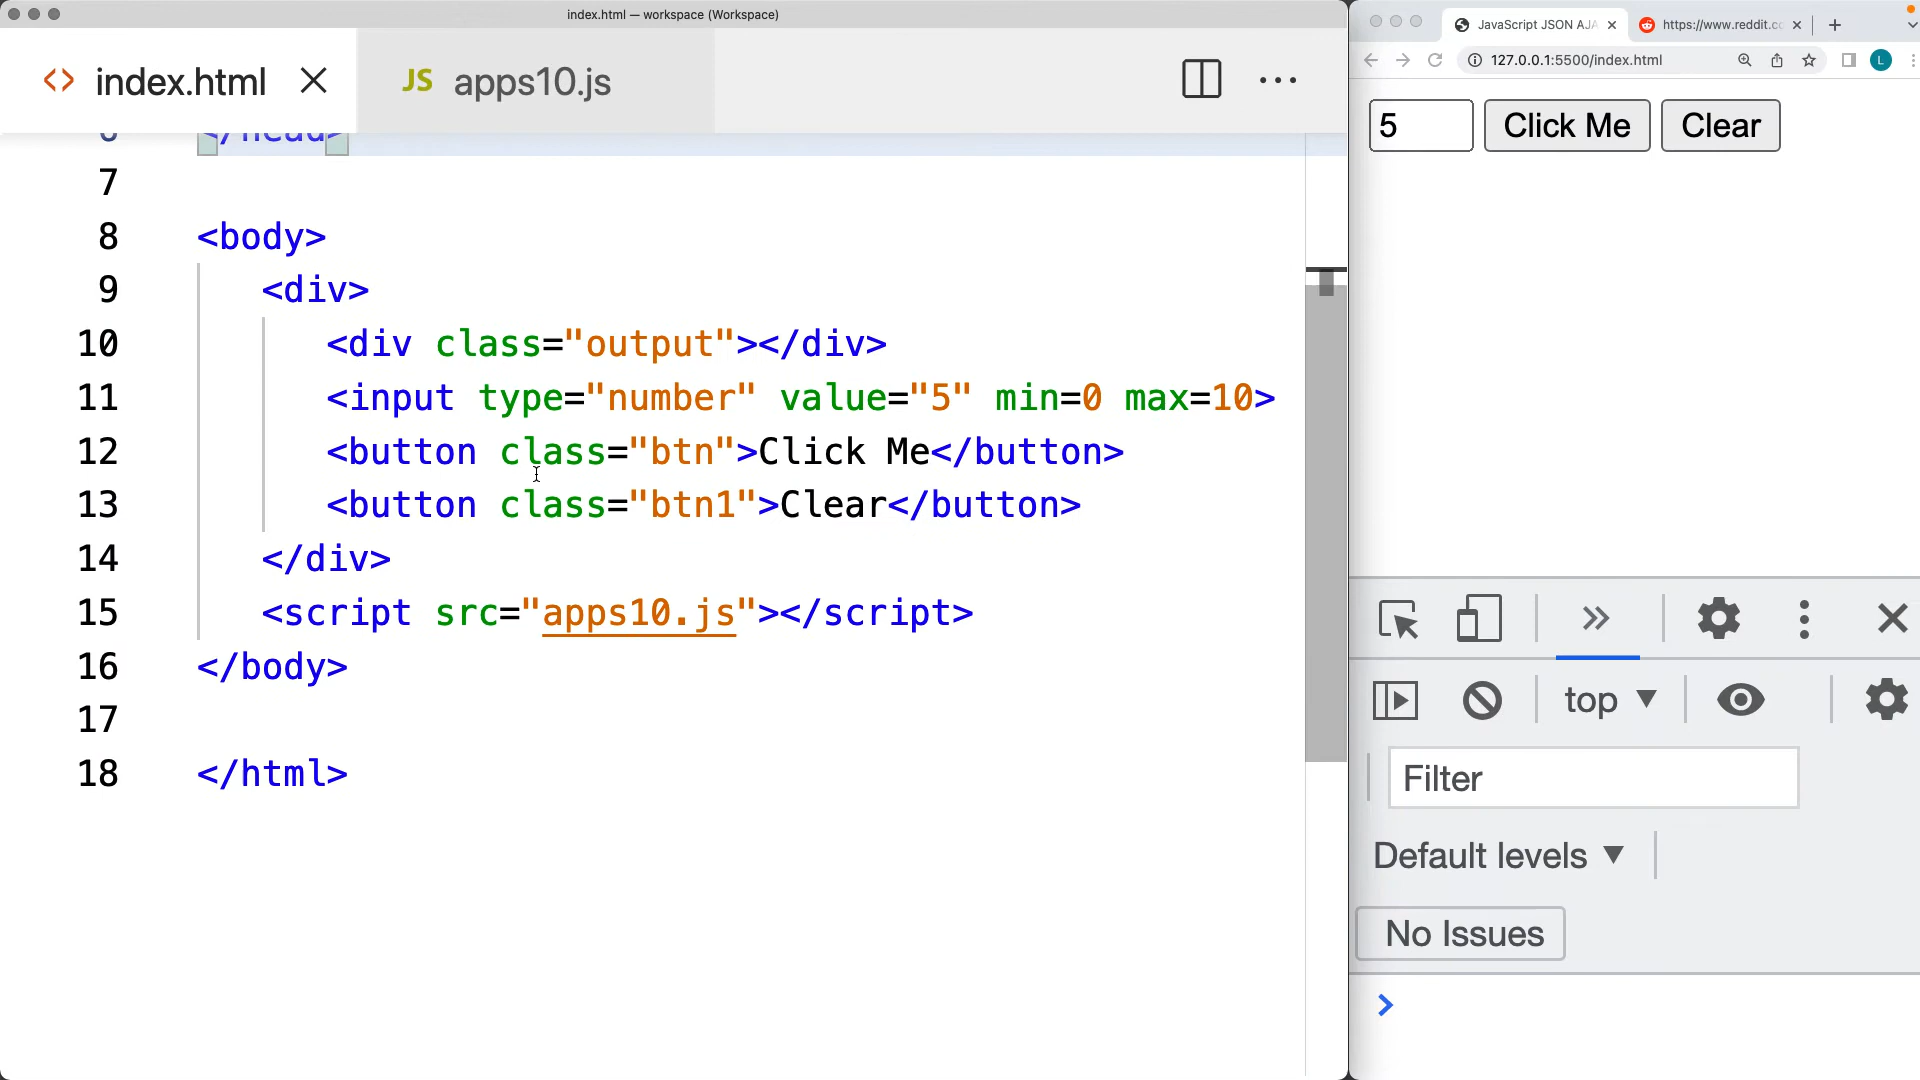 index.html — workspace (Workspace)
<> index.html
JS apps10.js
6 </head>
7
8 <body>
9 <div>
10 <div class="output"></div>
11 <input type="number" value="5" min=0 max=10>
12 <button class="btn">Click Me</button>
13 <button class="btn1">Clear</button>
14 </div>
15 <script src="apps10.js"></script>
16 </body>
17
18 </html>
JavaScript JSON AJA
https://www.reddit.co
127.0.0.1:5500/index.html
L
5 Click Me Clear
top
Filter
Default levels
No Issues